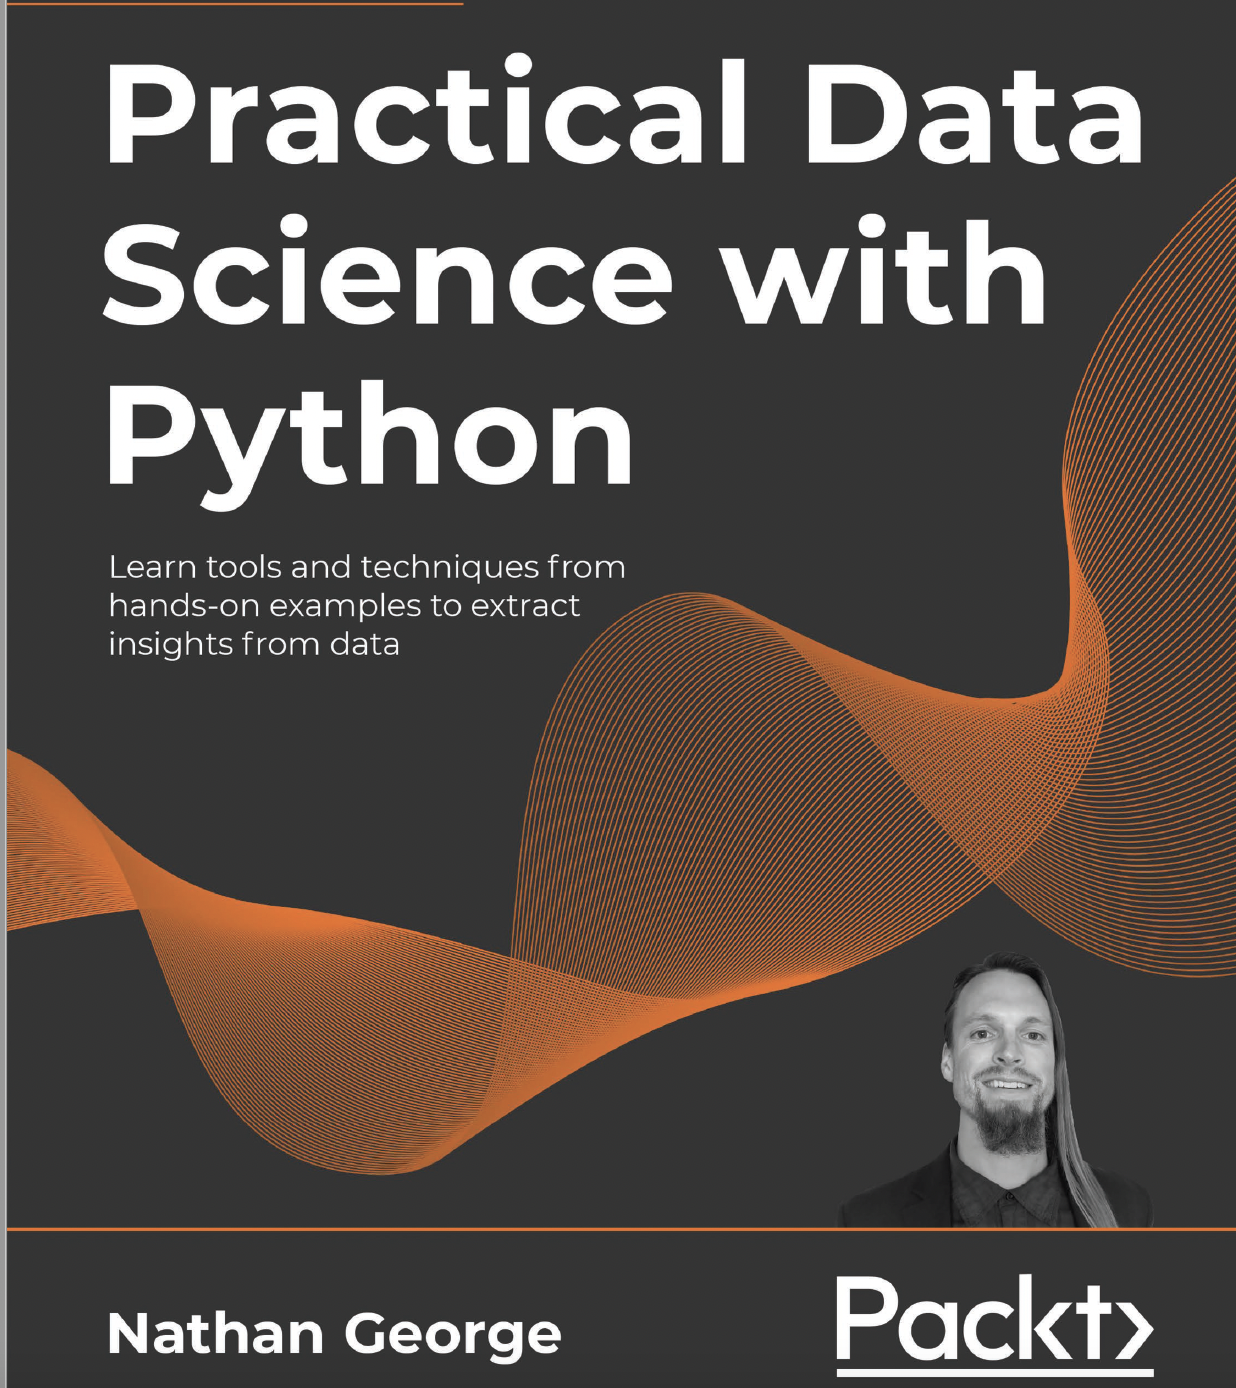 Practical Data
Science with
Python
Learn tools and techniques from
hands-on examples to extract
insights from data
Nathan George
Packt